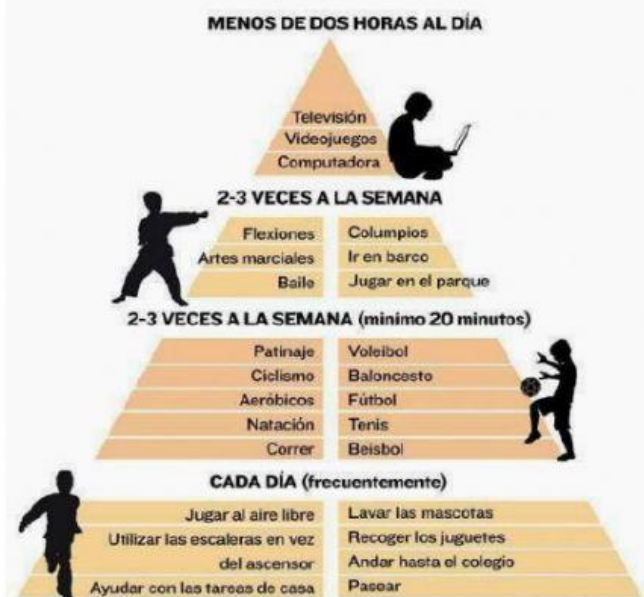 MENOS DE DOS HORAS AL DÍA
Televisión
Videojuegos
Computadora
2-3 VECES A LA SEMANA
Flexiones
Artes marciales
Baile
Columpios
Ir en barco
Jugar en el parque
2-3 VECES A LA SEMANA (minimo 20 minutos)
Patinaje
Ciclismo
Aeróbicos
Natación
Correr
Voleibol
Baloncesto
Fútbol
Tenis
Beisbol
CADA DÍA (frecuentemente)
Jugar al aire libre
Utilizar las escaleras en vez
del ascensor
Ayudar con las tareas de casa
Lavar las mascotas
Recoger los juguetes
Andar hasta el colegio
Pasear